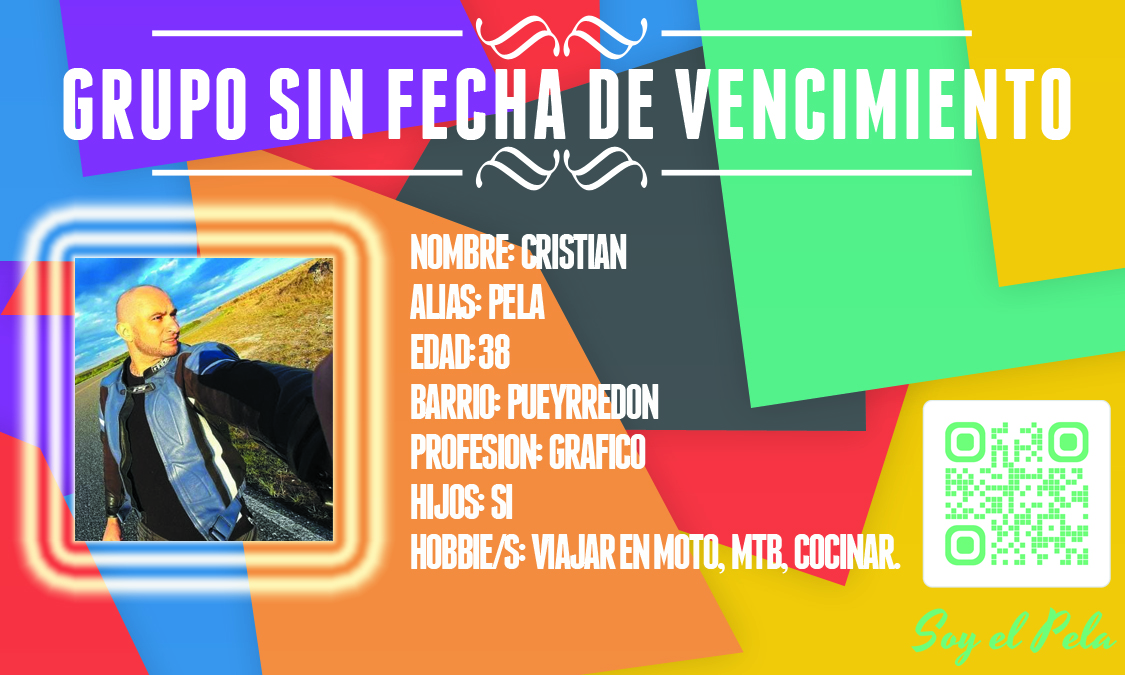 GRUPO SIN FECHA DE VENCIMIENTO
NOMBRE: CRISTIAN
ALIAS: PELA
EDAD: 38
BARRIO: PUEYRREDON
PROFESION: GRAFICO
HIJOS: SI
HOBBIE/S: VIAJAR EN MOTO, MTB, COCINAR.
Soy el Pela